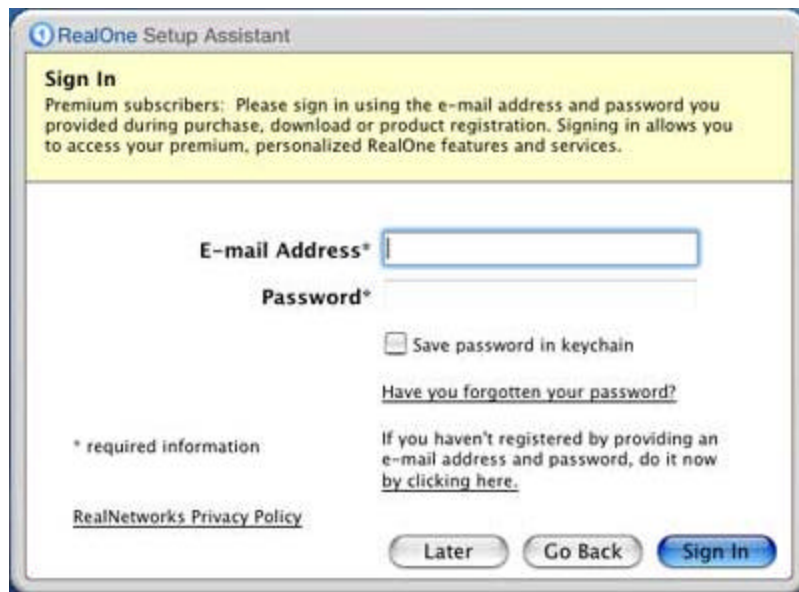 RealOne Setup Assistant
Sign In
Premium subscribers: Please sign in using the e-mail address and password you
provided during purchase, download or product registration. Signing in allows you
to access your premium, personalized RealOne features and services.
E-mail Address*
Password*
Save password in keychain
Have you forgotten your password?
* required information
If you haven't registered by providing an
e-mail address and password, do it now
by clicking here.
RealNetworks Privacy Policy
Later
Go Back
Sign In